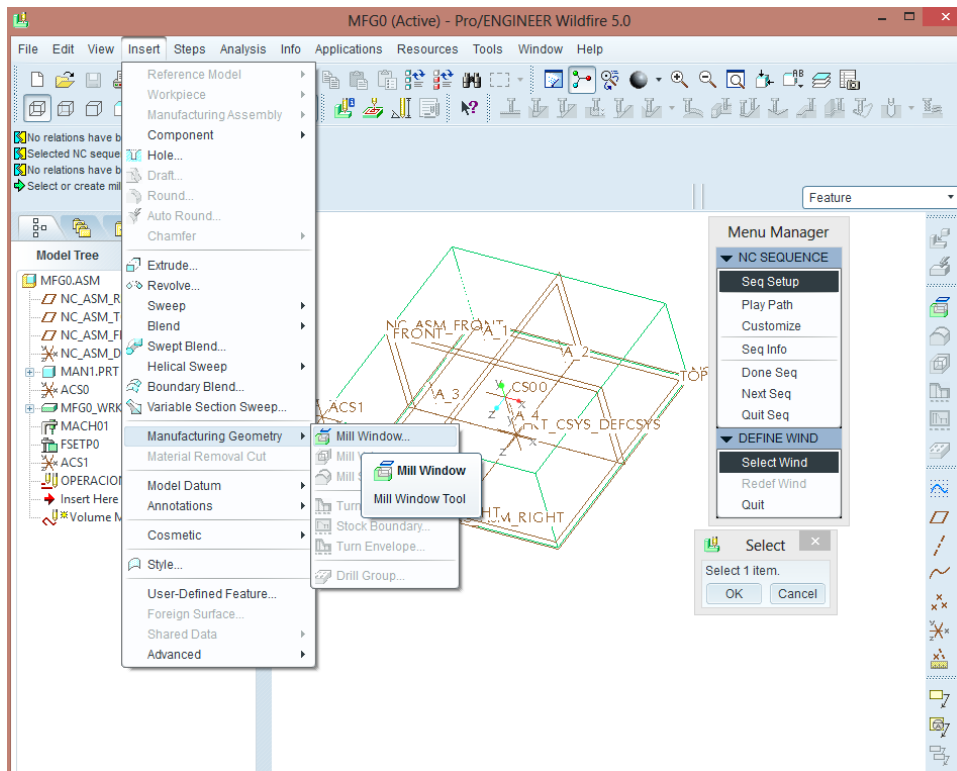 MFG0 (Active) - Pro/ENGINEER Wildfire 5.0
File Edit View Insert Steps Analysis Info Applications Resources Tools Window Help
No relations have b
Selected NC seque
No relations have b
Select or create mil
Feature
Model Tree
MFG0.ASM
NC_ASM_R
NC_ASM_T
NC_ASM_F
NC_ASM_D
MAN1.PRT
ACS0
MFG0_WRK
MACH01
FSETP0
ACS1
OPERACION
Insert Here
Volume M
Reference Model
Workpiece
Manufacturing Assembly
Component
Hole...
Draft...
Round...
Auto Round...
Chamfer
Extrude...
Revolve...
Sweep
Blend
Swept Blend...
Helical Sweep
Boundary Blend...
Variable Section Sweep...
Manufacturing Geometry
Material Removal Cut
Model Datum
Annotations
Cosmetic
Style...
User-Defined Feature...
Foreign Surface...
Shared Data
Advanced
Mill Window...
Mill V
Mill S
Turn
Stock Boundary...
Turn Envelope...
Drill Group...
Mill Window
Mill Window Tool
NC_ASM_FRONT
FRONT
A_1
A_2
TOP
A_3
CS00
ACS1
A_4
CSYS_DEFCSYS
M_RIGHT
Menu Manager
NC SEQUENCE
Seq Setup
Play Path
Customize
Seq Info
Done Seq
Next Seq
Quit Seq
DEFINE WIND
Select Wind
Redef Wind
Quit
Select
Select 1 item.
OK Cancel